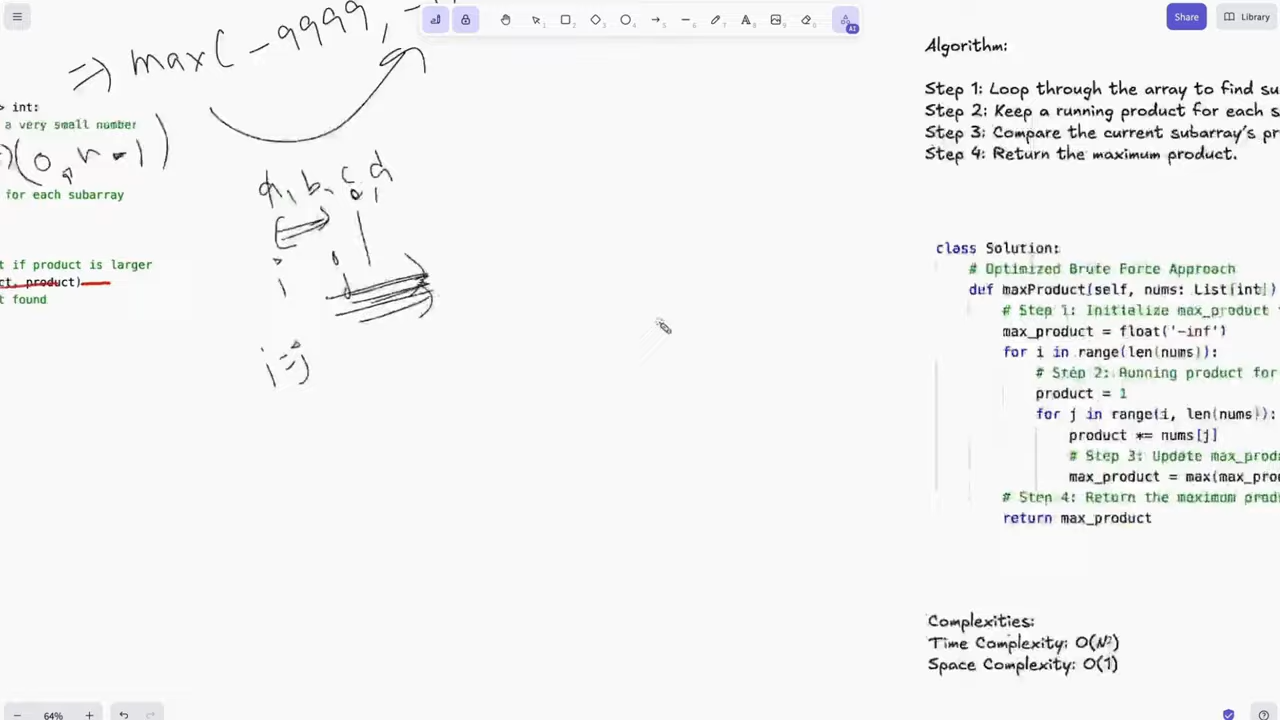 Share
Library
=> max( -9999, -
> int:
a very small number
(0, n-1)
for each subarray
a, b, c, d
i
j
i=j
t if product is larger
ct, product)
t found
Algorithm:
Step 1: Loop through the array to find su
Step 2: Keep a running product for each s
Step 3: Compare the current subarray's pr
Step 4: Return the maximum product.
class Solution:
# Optimized Brute Force Approach
def maxProduct(self, nums: List[int])
# Step 1: Initialize max_product
max_product = float('-inf')
for i in range(len(nums)):
# Step 2: Running product for
product = 1
for j in range(i, len(nums)):
product *= nums[j]
# Step 3: Update max_prod
max_product = max(max_pro
# Step 4: Return the maximum prod
return max_product
Complexities:
Time Complexity: O(N²)
Space Complexity: O(1)
64%